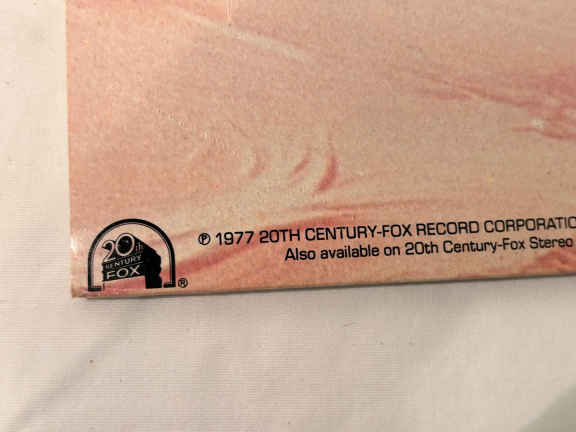 20th
CENTURY
FOX
®
℗ 1977 20TH CENTURY-FOX RECORD CORPORATIO
Also available on 20th Century-Fox Stereo